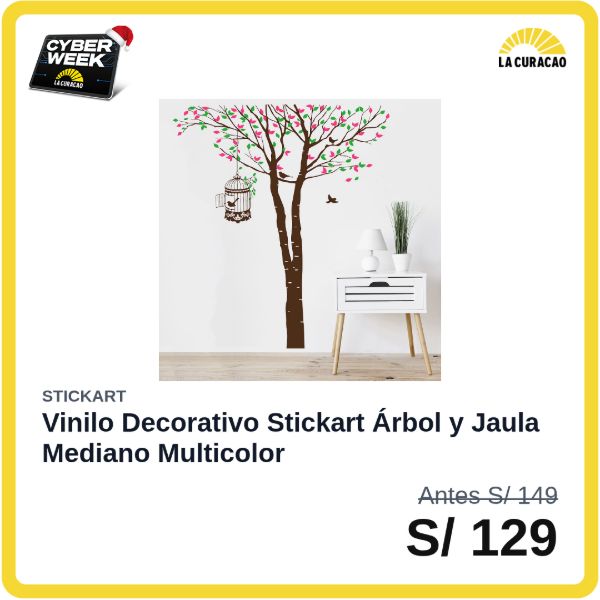 CYBER
WEEK
LA CURACAO
LA CURACAO
STICKART
Vinilo Decorativo Stickart Árbol y Jaula
Mediano Multicolor
Antes S/ 149
S/ 129